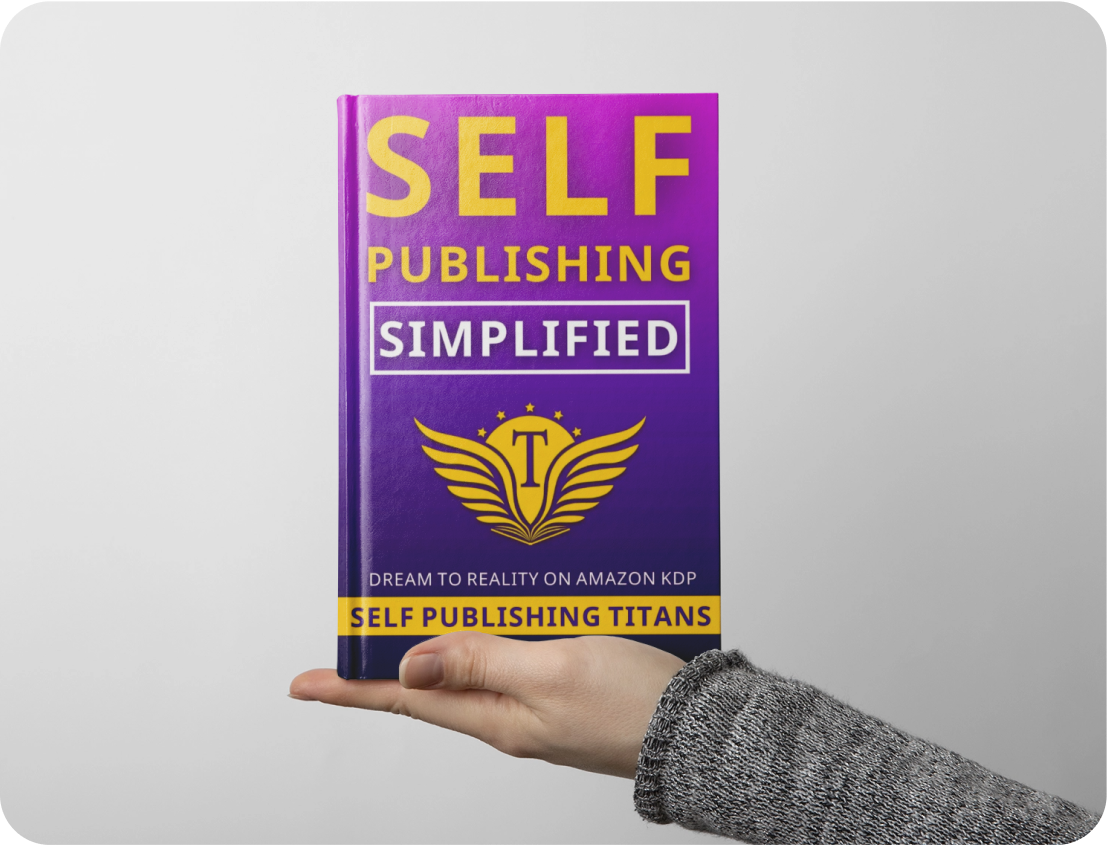 SELF
PUBLISHING
SIMPLIFIED
T
DREAM TO REALITY ON AMAZON KDP
SELF PUBLISHING TITANS